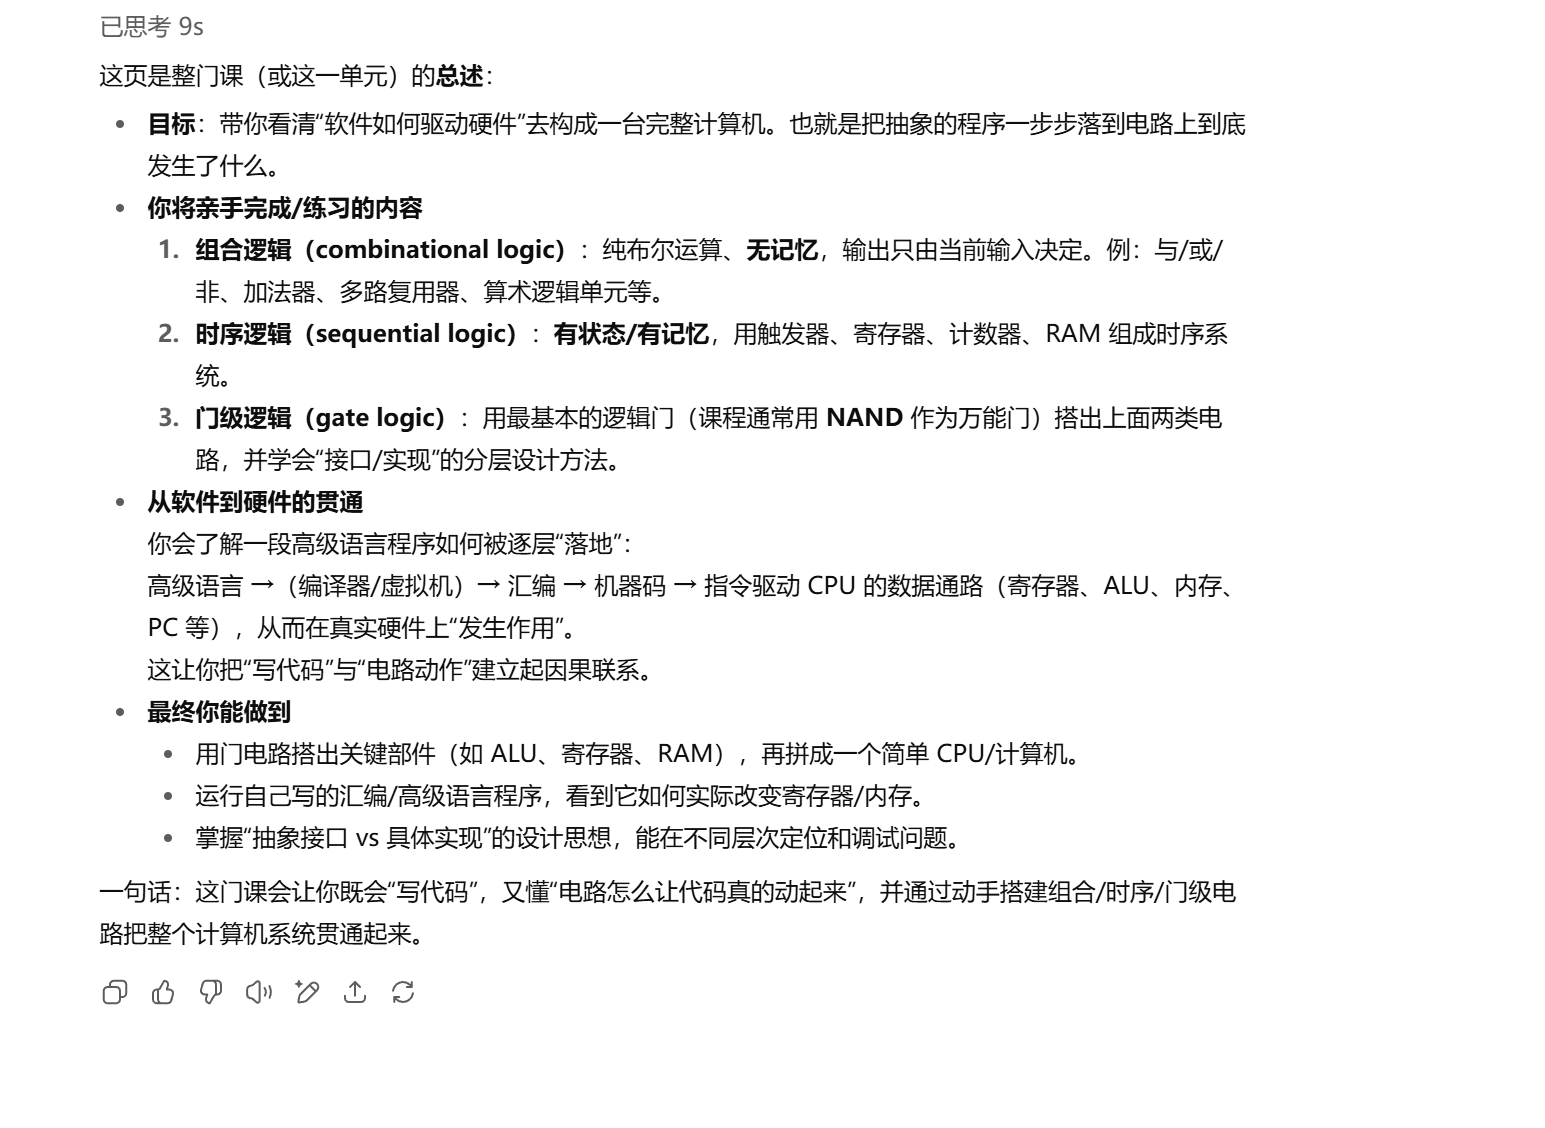 已思考 9s
这页是整门课（或这一单元）的总述：
目标：带你看清“软件如何驱动硬件”去构成一台完整计算机。也就是把抽象的程序一步步落到电路上到底
发生了什么。
你将亲手完成/练习的内容
1. 组合逻辑（combinational logic）：纯布尔运算、无记忆，输出只由当前输入决定。例：与/或/
非、加法器、多路复用器、算术逻辑单元等。
2. 时序逻辑（sequential logic）：有状态/有记忆，用触发器、寄存器、计数器、RAM 组成时序系
统。
3. 门级逻辑（gate logic）：用最基本的逻辑门（课程通常用 NAND 作为万能门）搭出上面两类电
路，并学会“接口/实现”的分层设计方法。
从软件到硬件的贯通
你会了解一段高级语言程序如何被逐层“落地”：
高级语言 →（编译器/虚拟机）→ 汇编 → 机器码 → 指令驱动 CPU 的数据通路（寄存器、ALU、内存、
PC 等），从而在真实硬件上“发生作用”。
这让你把“写代码”与“电路动作”建立起因果联系。
最终你能做到
用门电路搭出关键部件（如 ALU、寄存器、RAM），再拼成一个简单 CPU/计算机。
运行自己写的汇编/高级语言程序，看到它如何实际改变寄存器/内存。
掌握“抽象接口 vs 具体实现”的设计思想，能在不同层次定位和调试问题。
一句话：这门课会让你既会“写代码”，又懂“电路怎么让代码真的动起来”，并通过动手搭建组合/时序/门级电
路把整个计算机系统贯通起来。